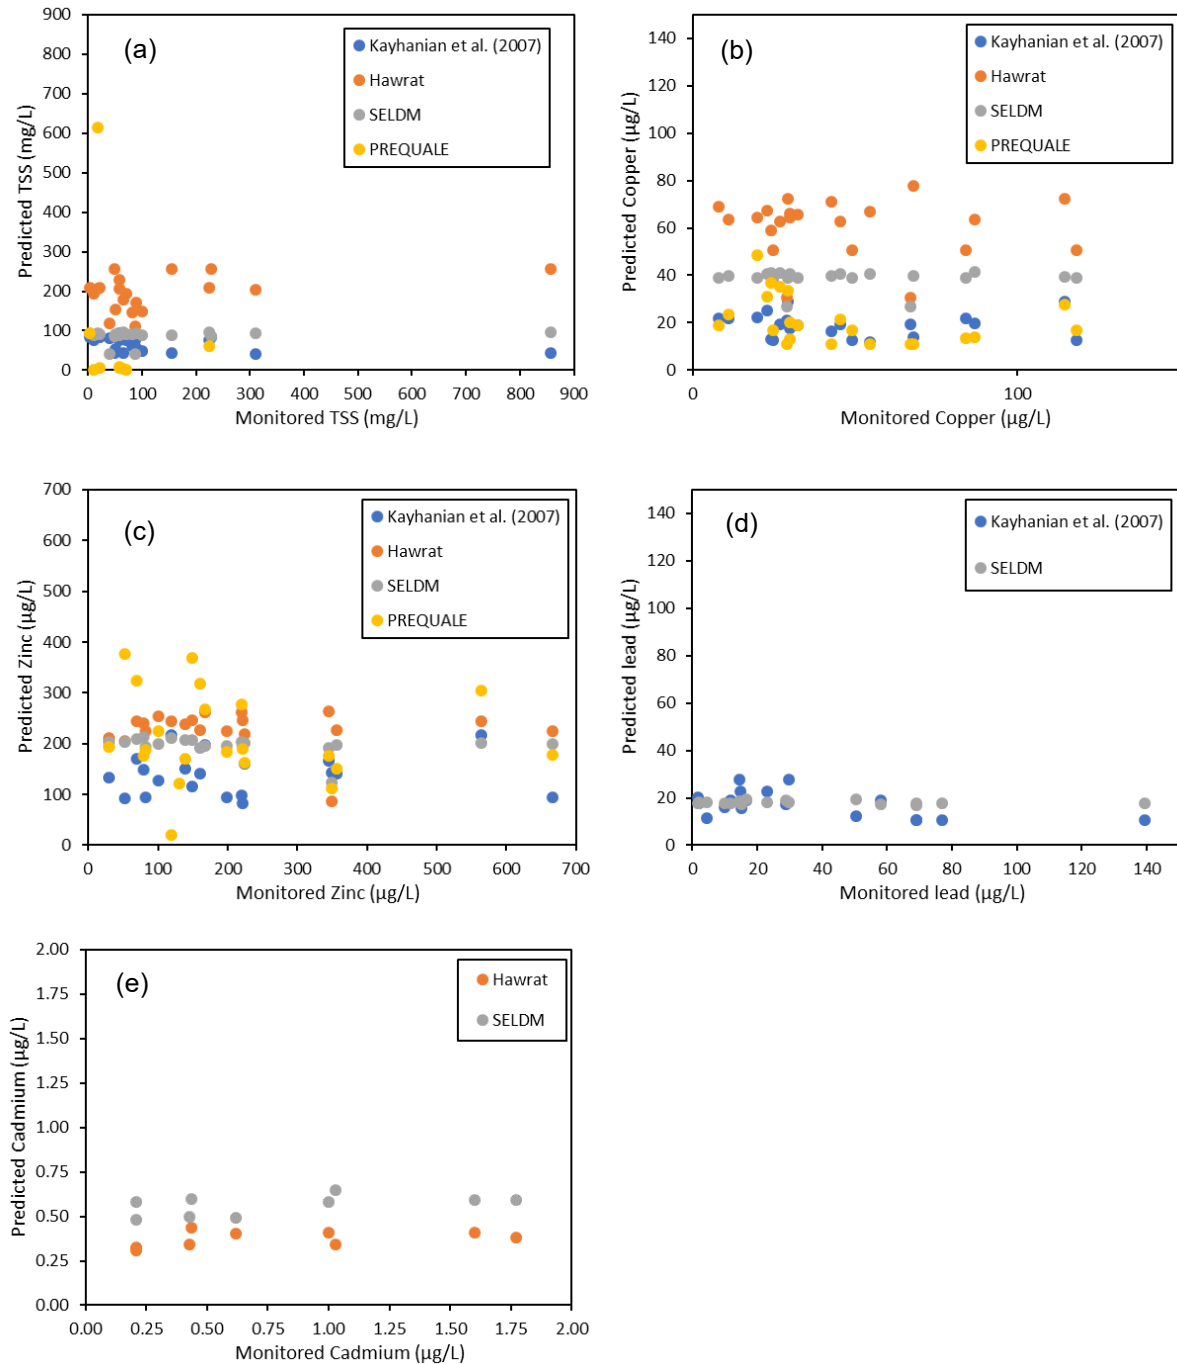 (a)
Kayhanian et al. (2007)
Hawrat
SELDM
PREQUALE
900
800
700
600
500
400
300
200
100
0
Predicted TSS (mg/L)
0 100 200 300 400 500 600 700 800 900
Monitored TSS (mg/L)
(b)
Kayhanian et al. (2007)
Hawrat
SELDM
PREQUALE
140
120
100
80
60
40
20
0
Predicted Copper (µg/L)
0 100
Monitored Copper (µg/L)
(c)
Kayhanian et al. (2007)
Hawrat
SELDM
PREQUALE
700
600
500
400
300
200
100
0
Predicted Zinc (µg/L)
0 100 200 300 400 500 600 700
Monitored Zinc (µg/L)
(d)
Kayhanian et al. (2007)
SELDM
140
120
100
80
60
40
20
0
Predicted lead (µg/L)
0 20 40 60 80 100 120 140
Monitored lead (µg/L)
(e)
Hawrat
SELDM
2.00
1.75
1.50
1.25
1.00
0.75
0.50
0.25
0.00
Predicted Cadmium (µg/L)
0.00 0.25 0.50 0.75 1.00 1.25 1.50 1.75 2.00
Monitored Cadmium (µg/L)